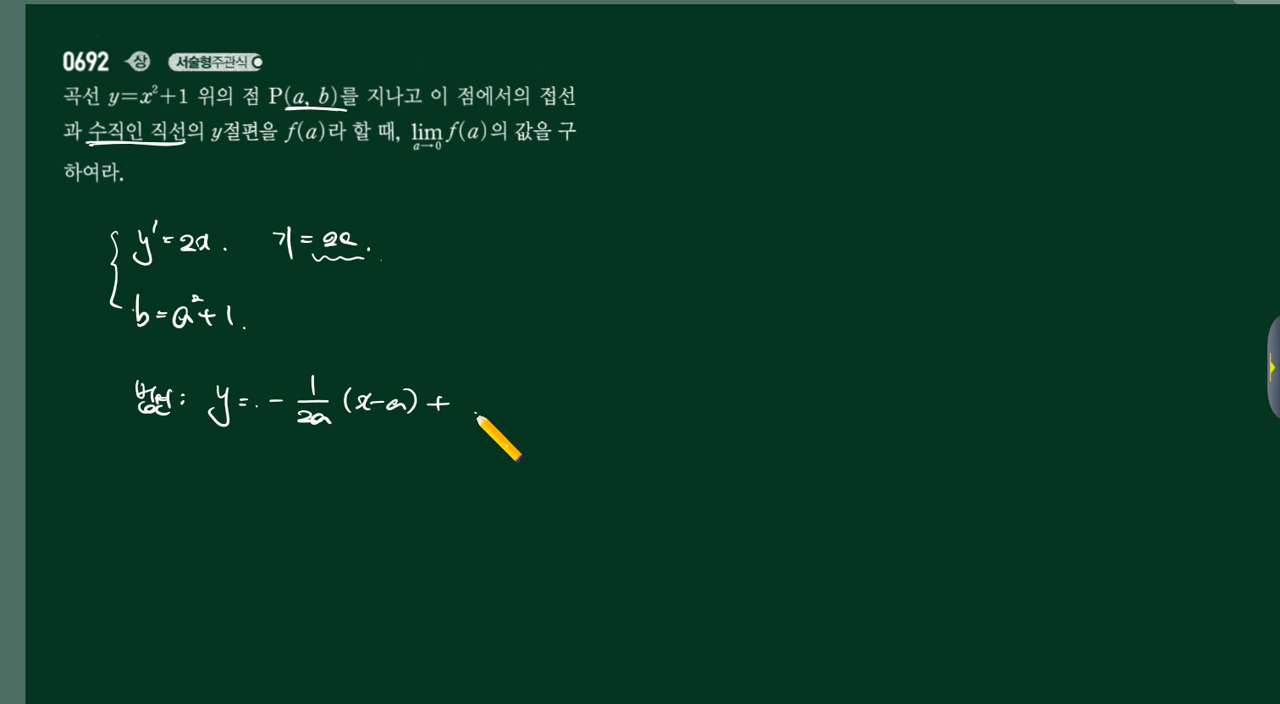 0692 상 서술형주관식
곡선 y=x²+1 위의 점 P(a, b)를 지나고 이 점에서의 접선
과 수직인 직선의 y절편을 f(a)라 할 때, lim a→0 f(a)의 값을 구
하여라.
y'=2x. 기=2a.
b=a²+1.
법선: y=. - 1/2a (x-a) +